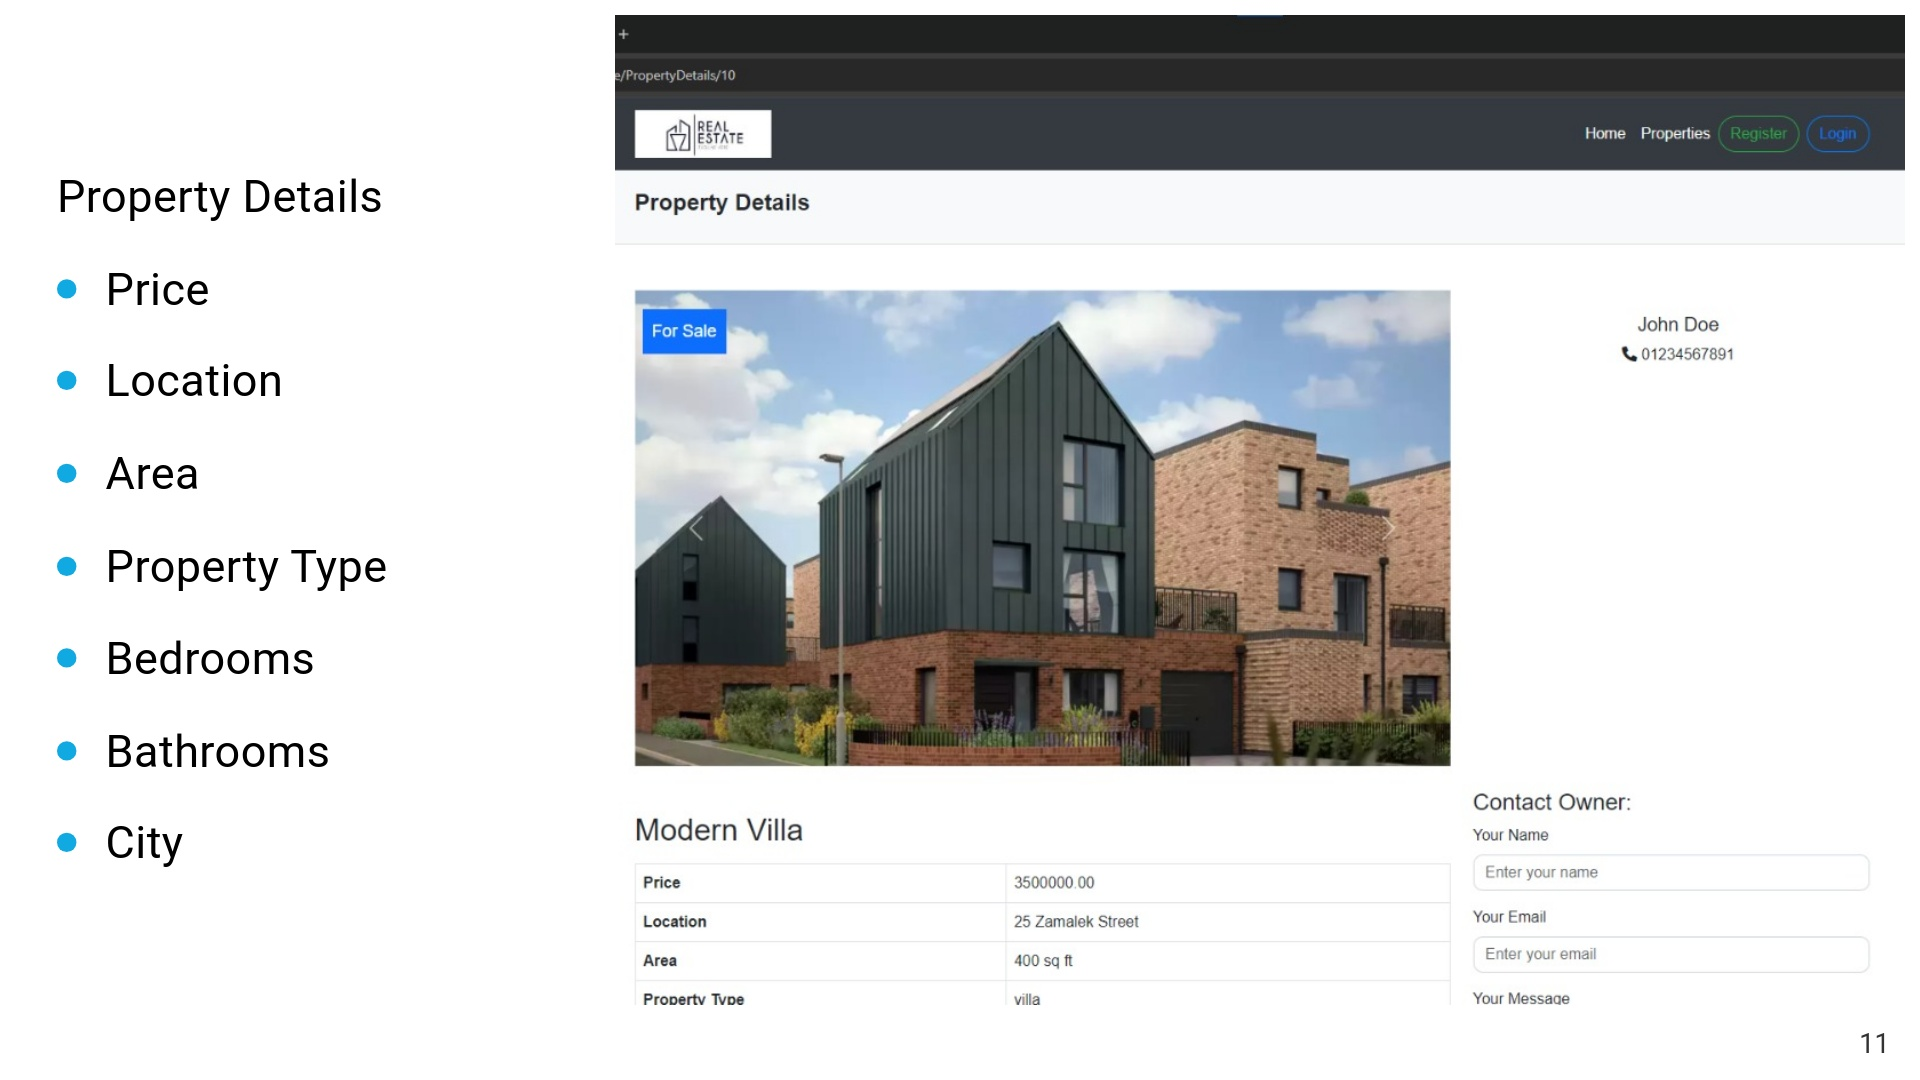 Property Details
Price
Location
Area
Property Type
Bedrooms
Bathrooms
City
+
e/PropertyDetails/10
REAL
ESTATE
Home Properties Register Login
Property Details
For Sale
John Doe
01234567891
Modern Villa
Price 3500000.00
Location 25 Zamalek Street
Area 400 sq ft
Property Type villa
Contact Owner:
Your Name
Enter your name
Your Email
Enter your email
Your Message
11